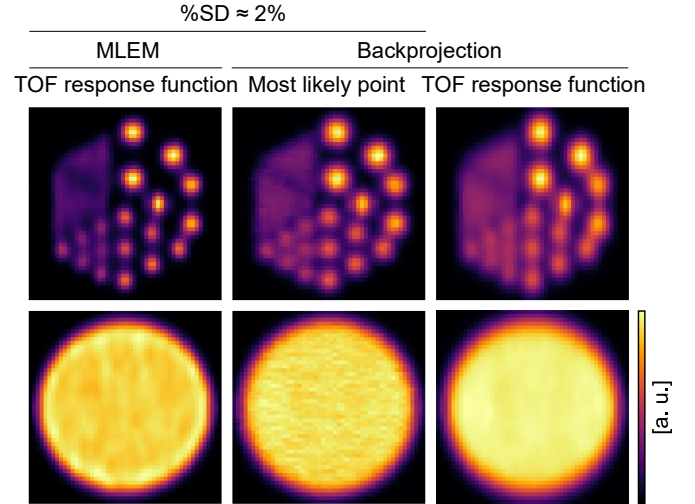 %SD ≈ 2%
MLEM
Backprojection
TOF response function
Most likely point
TOF response function
[a. u.]